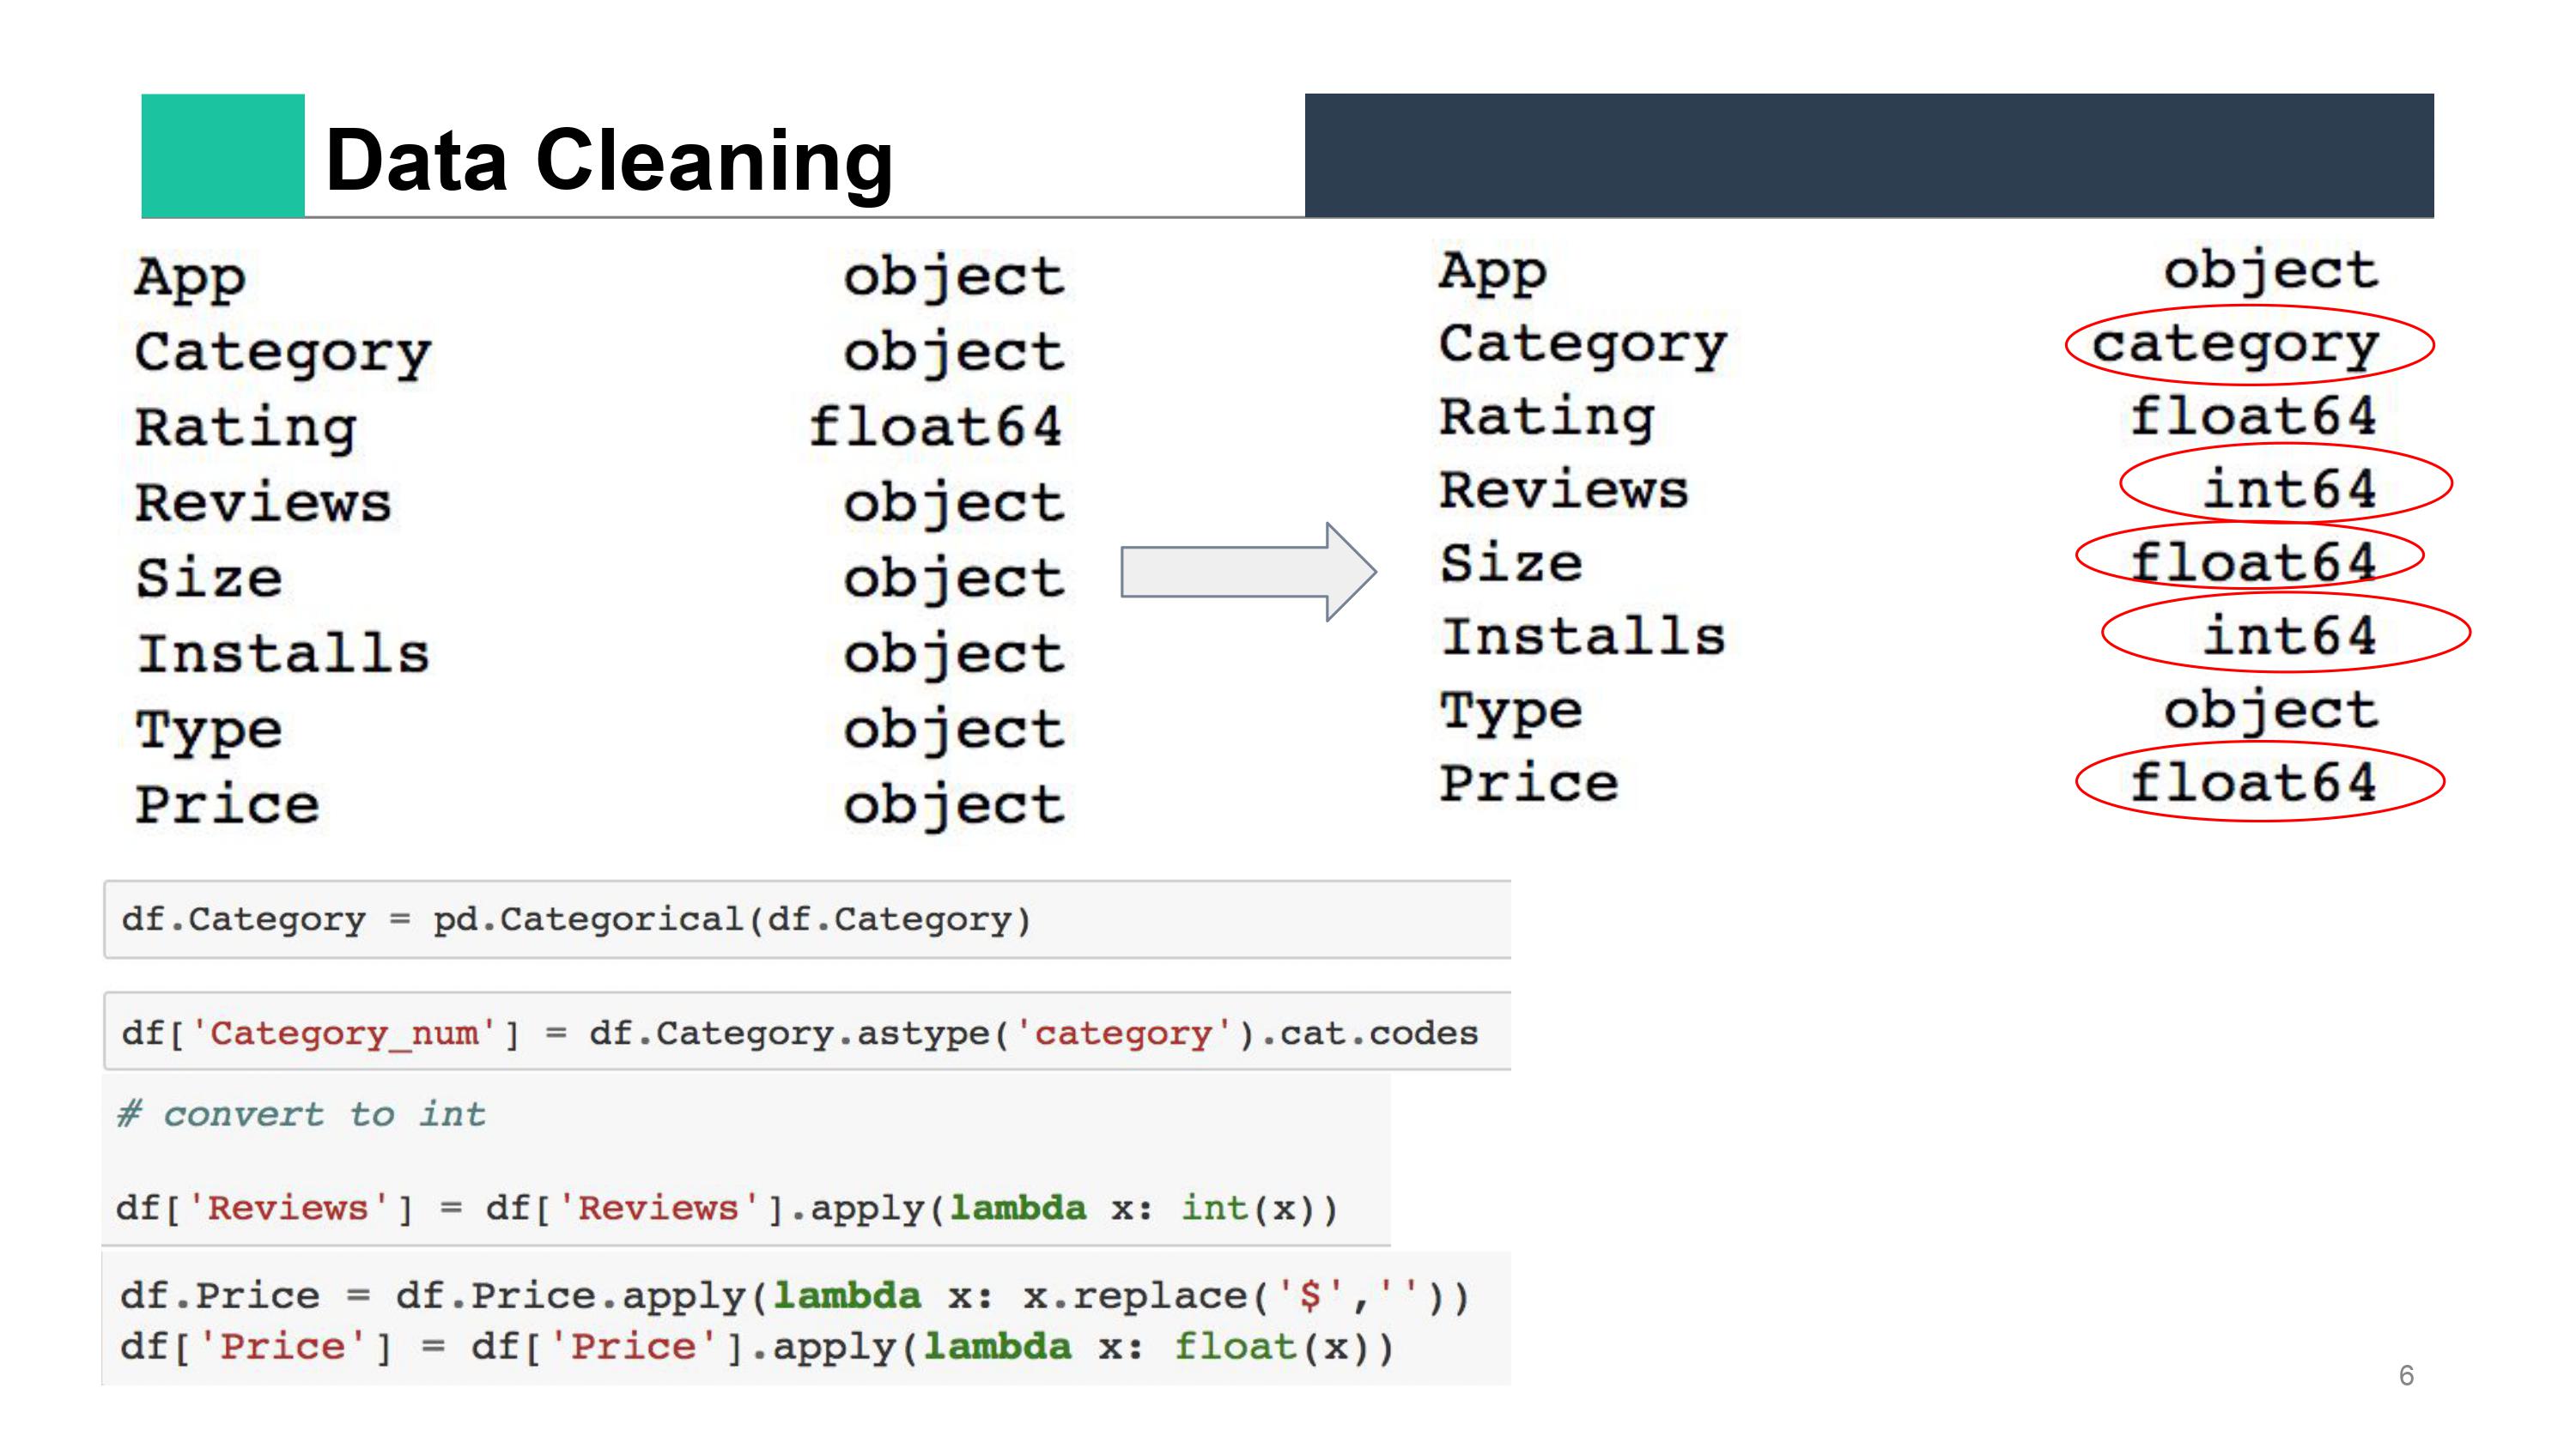 Data Cleaning
App object
Category object
Rating float64
Reviews object
Size object
Installs object
Type object
Price object
App object
Category category
Rating float64
Reviews int64
Size float64
Installs int64
Type object
Price float64
df.Category = pd.Categorical(df.Category)
df['Category_num'] = df.Category.astype('category').cat.codes
# convert to int
df['Reviews'] = df['Reviews'].apply(lambda x: int(x))
df.Price = df.Price.apply(lambda x: x.replace('$',''))
df['Price'] = df['Price'].apply(lambda x: float(x))
6